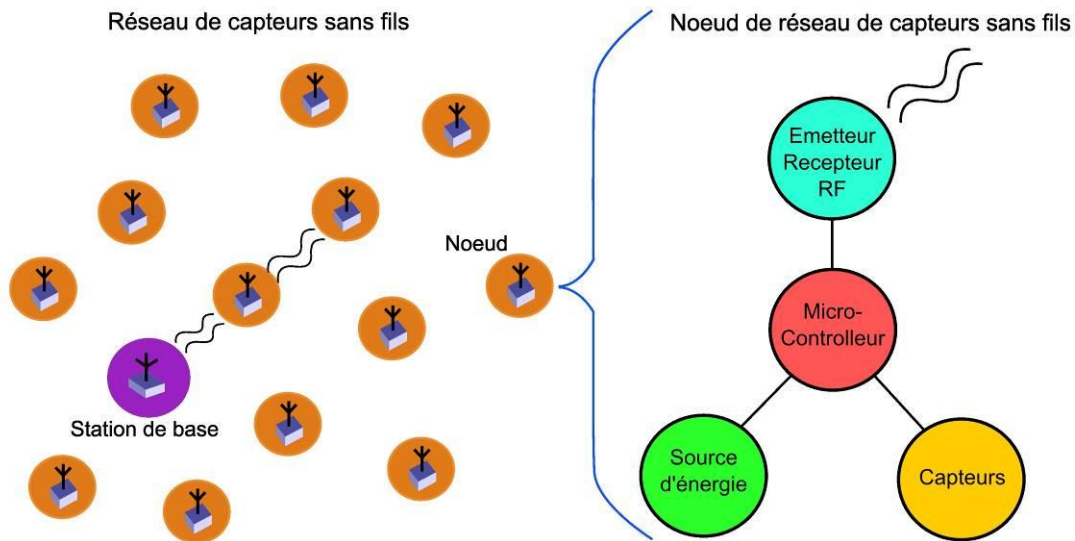 Réseau de capteurs sans fils
Noeud
Station de base
Noeud de réseau de capteurs sans fils
Emetteur
Recepteur
RF
Micro-
Controlleur
Source
d'énergie
Capteurs